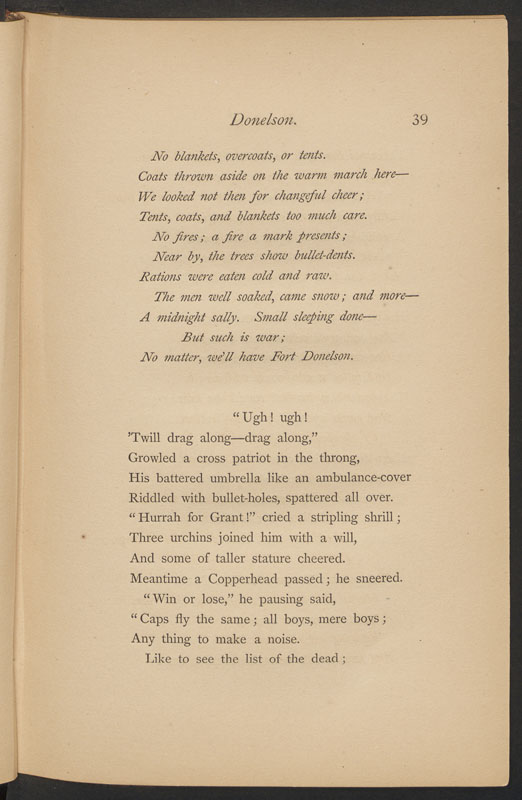 Donelson. 39
No blankets, overcoats, or tents.
Coats thrown aside on the warm march here—
We looked not then for changeful cheer;
Tents, coats, and blankets too much care.
No fires; a fire a mark presents;
Near by, the trees show bullet-dents.
Rations were eaten cold and raw.
The men well soaked, came snow; and more—
A midnight sally. Small sleeping done—
But such is war;
No matter, we'll have Fort Donelson.
"Ugh! ugh!
'Twill drag along—drag along,"
Growled a cross patriot in the throng,
His battered umbrella like an ambulance-cover
Riddled with bullet-holes, spattered all over.
"Hurrah for Grant!" cried a stripling shrill;
Three urchins joined him with a will,
And some of taller stature cheered.
Meantime a Copperhead passed; he sneered.
"Win or lose," he pausing said,
"Caps fly the same; all boys, mere boys;
Any thing to make a noise.
Like to see the list of the dead;